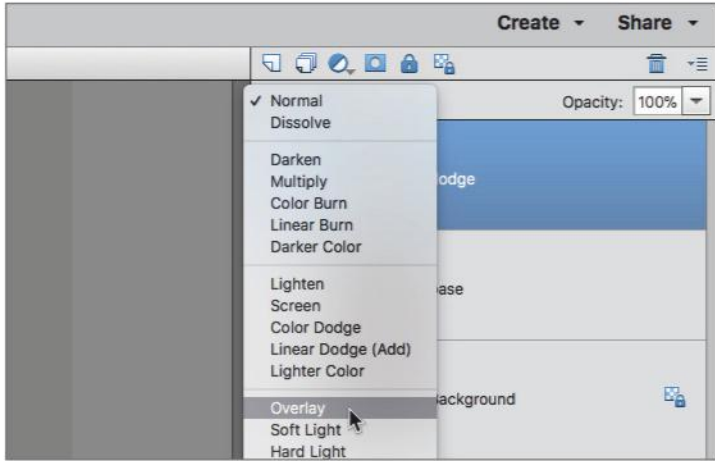 Create Share
Opacity: 100%
✓ Normal
Dissolve
Darken
Multiply
odge
Color Burn
Linear Burn
Darker Color
Lighten
ase
Screen
Color Dodge
Linear Dodge (Add)
Lighter Color
Overlay
ackground
Soft Light
Hard Light